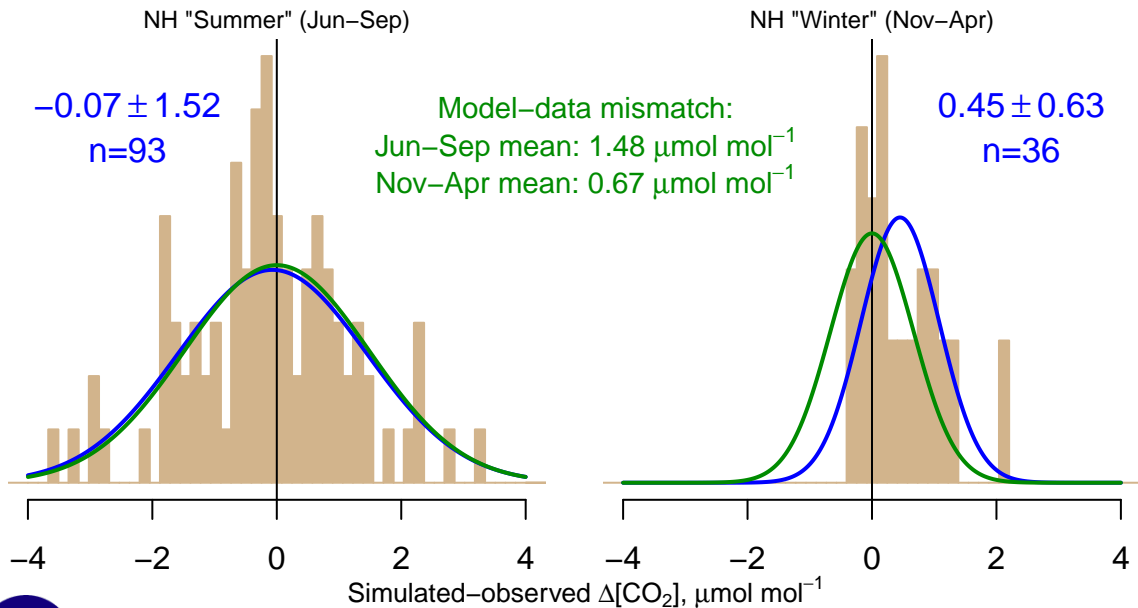 NH "Summer" (Jun−Sep)
−0.07 ± 1.52
n=93
Model−data mismatch:
Jun−Sep mean: 1.48 μmol mol⁻¹
Nov−Apr mean: 0.67 μmol mol⁻¹
NH "Winter" (Nov−Apr)
0.45 ± 0.63
n=36
−4 −2 0 2 4
−4 −2 0 2 4
Simulated−observed Δ[CO₂], μmol mol⁻¹